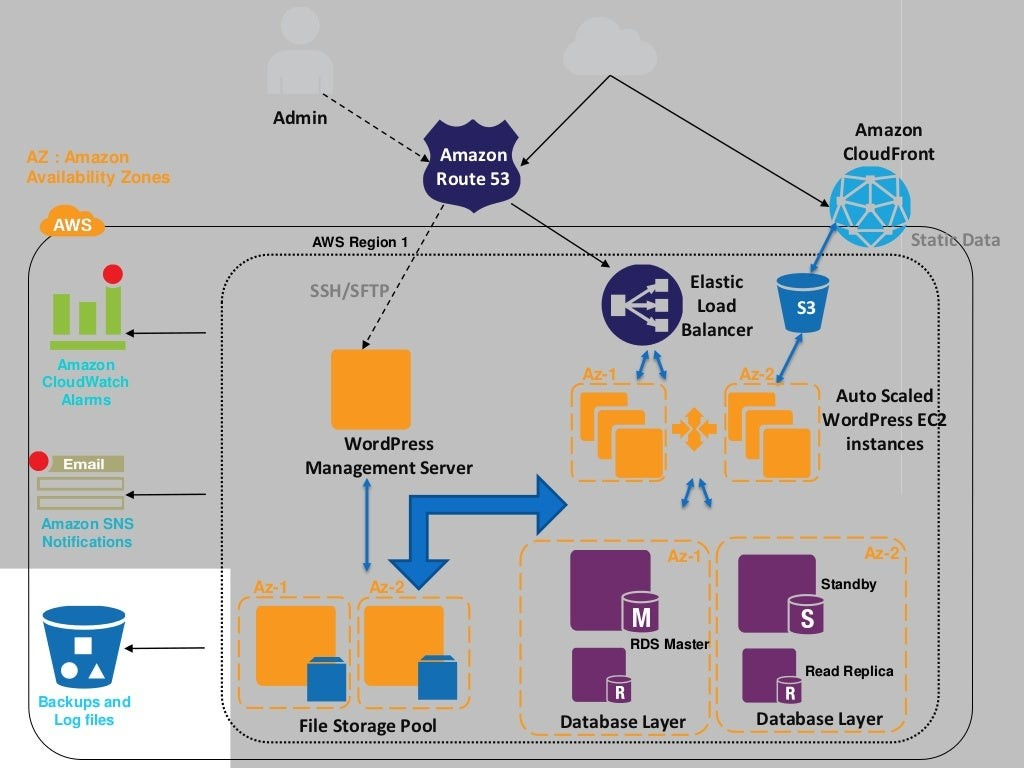 Admin
Amazon
Route 53
Amazon
CloudFront
AZ : Amazon
Availability Zones
AWS
AWS Region 1
Static Data
SSH/SFTP
Elastic
Load
Balancer
S3
Amazon
CloudWatch
Alarms
Az-1
Az-2
Auto Scaled
WordPress EC2
instances
WordPress
Management Server
Email
Amazon SNS
Notifications
Az-1
Az-2
Az-1
Az-2
Standby
M
S
RDS Master
Read Replica
R
R
Backups and
Log files
File Storage Pool
Database Layer
Database Layer